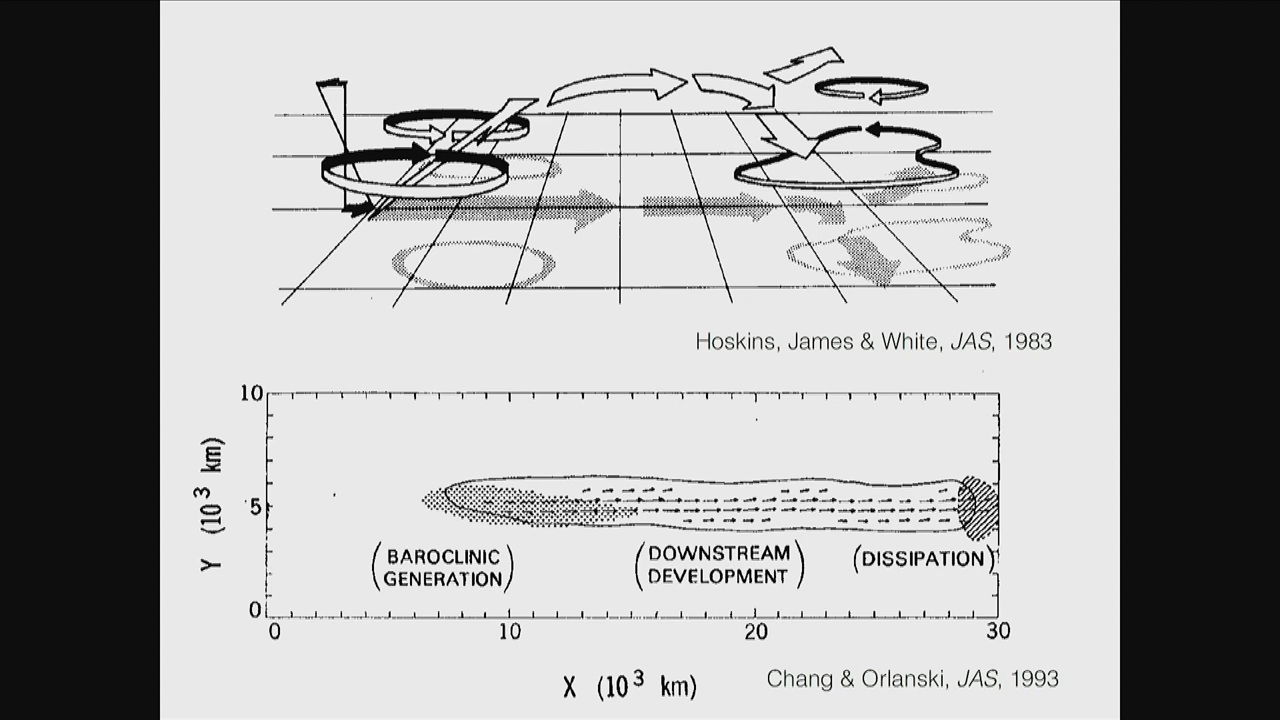 Hoskins, James & White, JAS, 1983
10
5
0
Y (10³ km)
(BAROCLINIC
GENERATION)
(DOWNSTREAM
DEVELOPMENT)
(DISSIPATION)
0 10 20 30
X (10³ km)
Chang & Orlanski, JAS, 1993